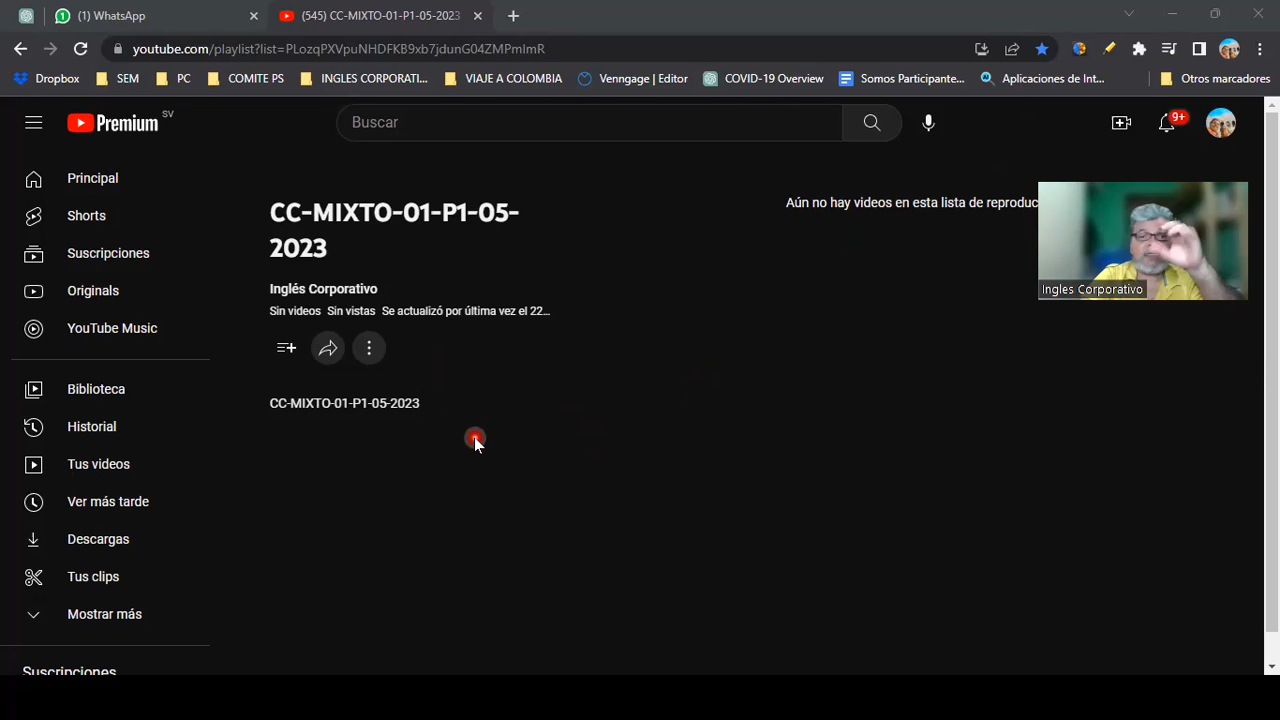 (1) WhatsApp
(545) CC-MIXTO-01-P1-05-2023
youtube.com/playlist?list=PLozqPXVpuNHDFKB9xb7jdunG04ZMPmlmR
Dropbox SEM PC COMITE PS INGLES CORPORATI... VIAJE A COLOMBIA Venngage | Editor COVID-19 Overview Somos Participante... Aplicaciones de Int... Otros marcadores
Premium SV
Buscar
9+
Principal
Shorts
Suscripciones
Originals
YouTube Music
Biblioteca
Historial
Tus videos
Ver más tarde
Descargas
Tus clips
Mostrar más
Suscripciones
CC-MIXTO-01-P1-05-
2023
Inglés Corporativo
Sin videos Sin vistas Se actualizó por última vez el 22...
CC-MIXTO-01-P1-05-2023
Aún no hay videos en esta lista de reproduc
Ingles Corporativo